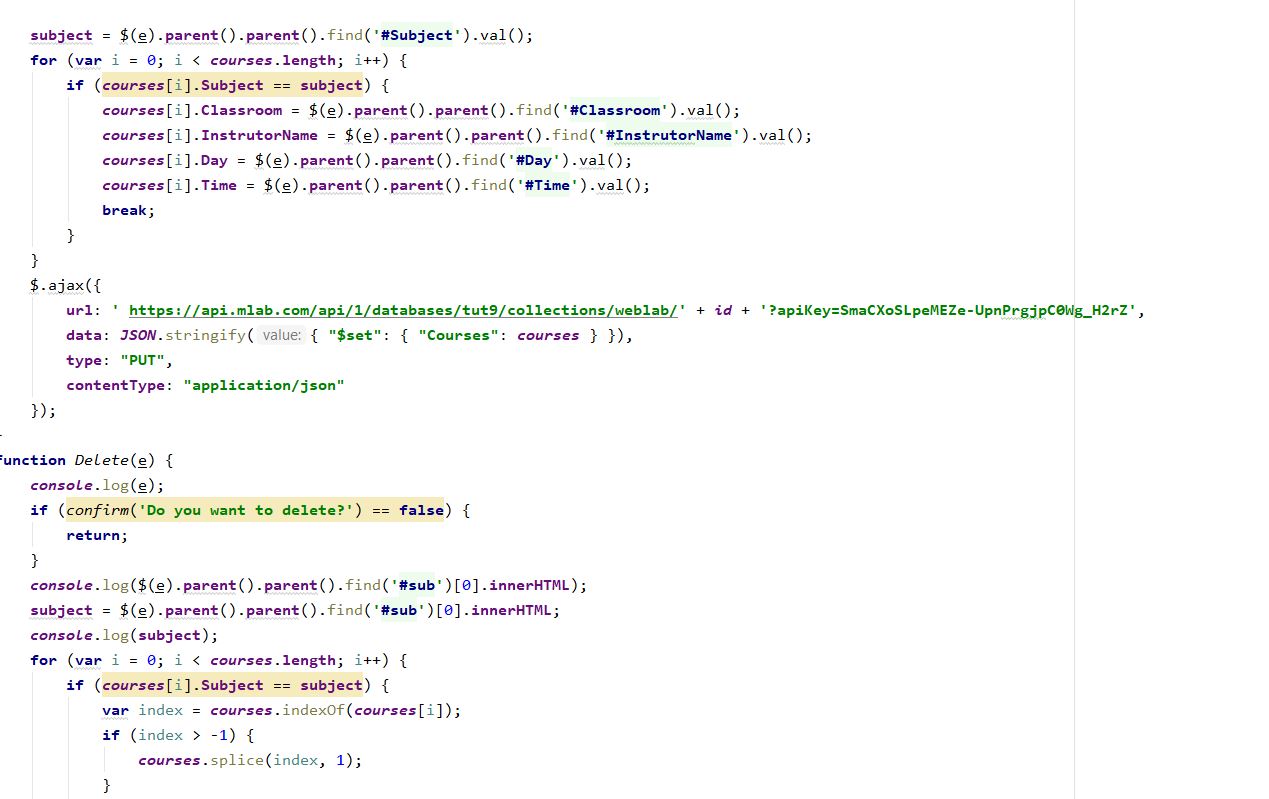 subject = $(e).parent().parent().find('#Subject').val();
for (var i = 0; i < courses.length; i++) {
if (courses[i].Subject == subject) {
courses[i].Classroom = $(e).parent().parent().find('#Classroom').val();
courses[i].InstrutorName = $(e).parent().parent().find('#InstrutorName').val();
courses[i].Day = $(e).parent().parent().find('#Day').val();
courses[i].Time = $(e).parent().parent().find('#Time').val();
break;
}
}
$.ajax({
url: ' https://api.mlab.com/api/1/databases/tut9/collections/weblab/' + id + '?apiKey=SmaCXoSLpeMEZe-UpnPrgjpC0Wg_H2rZ',
data: JSON.stringify( value: { "$set": { "Courses": courses } }),
type: "PUT",
contentType: "application/json"
});
function Delete(e) {
console.log(e);
if (confirm('Do you want to delete?') == false) {
return;
}
console.log($(e).parent().parent().find('#sub')[0].innerHTML);
subject = $(e).parent().parent().find('#sub')[0].innerHTML;
console.log(subject);
for (var i = 0; i < courses.length; i++) {
if (courses[i].Subject == subject) {
var index = courses.indexOf(courses[i]);
if (index > -1) {
courses.splice(index, 1);
}